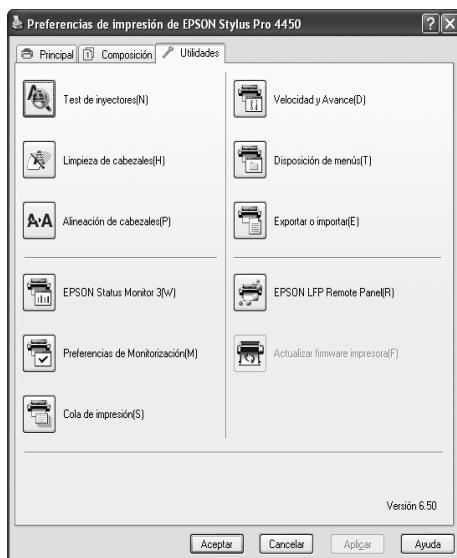 Preferencias de impresión de EPSON Stylus Pro 4450
Principal Composición Utilidades
Test de inyectores(N)
Velocidad y Avance(D)
Limpieza de cabezales(H)
Disposición de menús(T)
Alineación de cabezales(P)
Exportar o importar(E)
EPSON Status Monitor 3(W)
EPSON LFP Remote Panel(R)
Preferencias de Monitorización(M)
Actualizar firmware impresora(F)
Cola de impresión(S)
Versión 6.50
Aceptar Cancelar Aplicar Ayuda